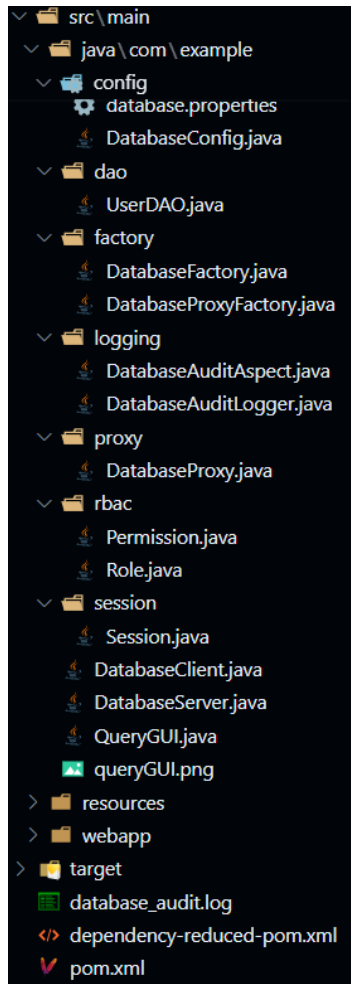 src\main
java\com\example
config
database.properties
DatabaseConfig.java
dao
UserDAO.java
factory
DatabaseFactory.java
DatabaseProxyFactory.java
logging
DatabaseAuditAspect.java
DatabaseAuditLogger.java
proxy
DatabaseProxy.java
rbac
Permission.java
Role.java
session
Session.java
DatabaseClient.java
DatabaseServer.java
QueryGUI.java
queryGUI.png
resources
webapp
target
database_audit.log
dependency-reduced-pom.xml
pom.xml